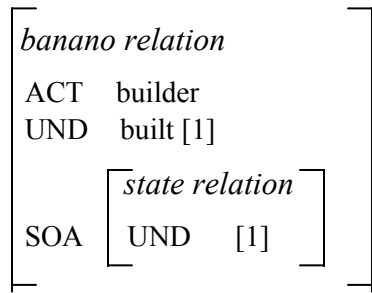 banano relation
ACT builder
UND built [1]
state relation
SOA UND [1]